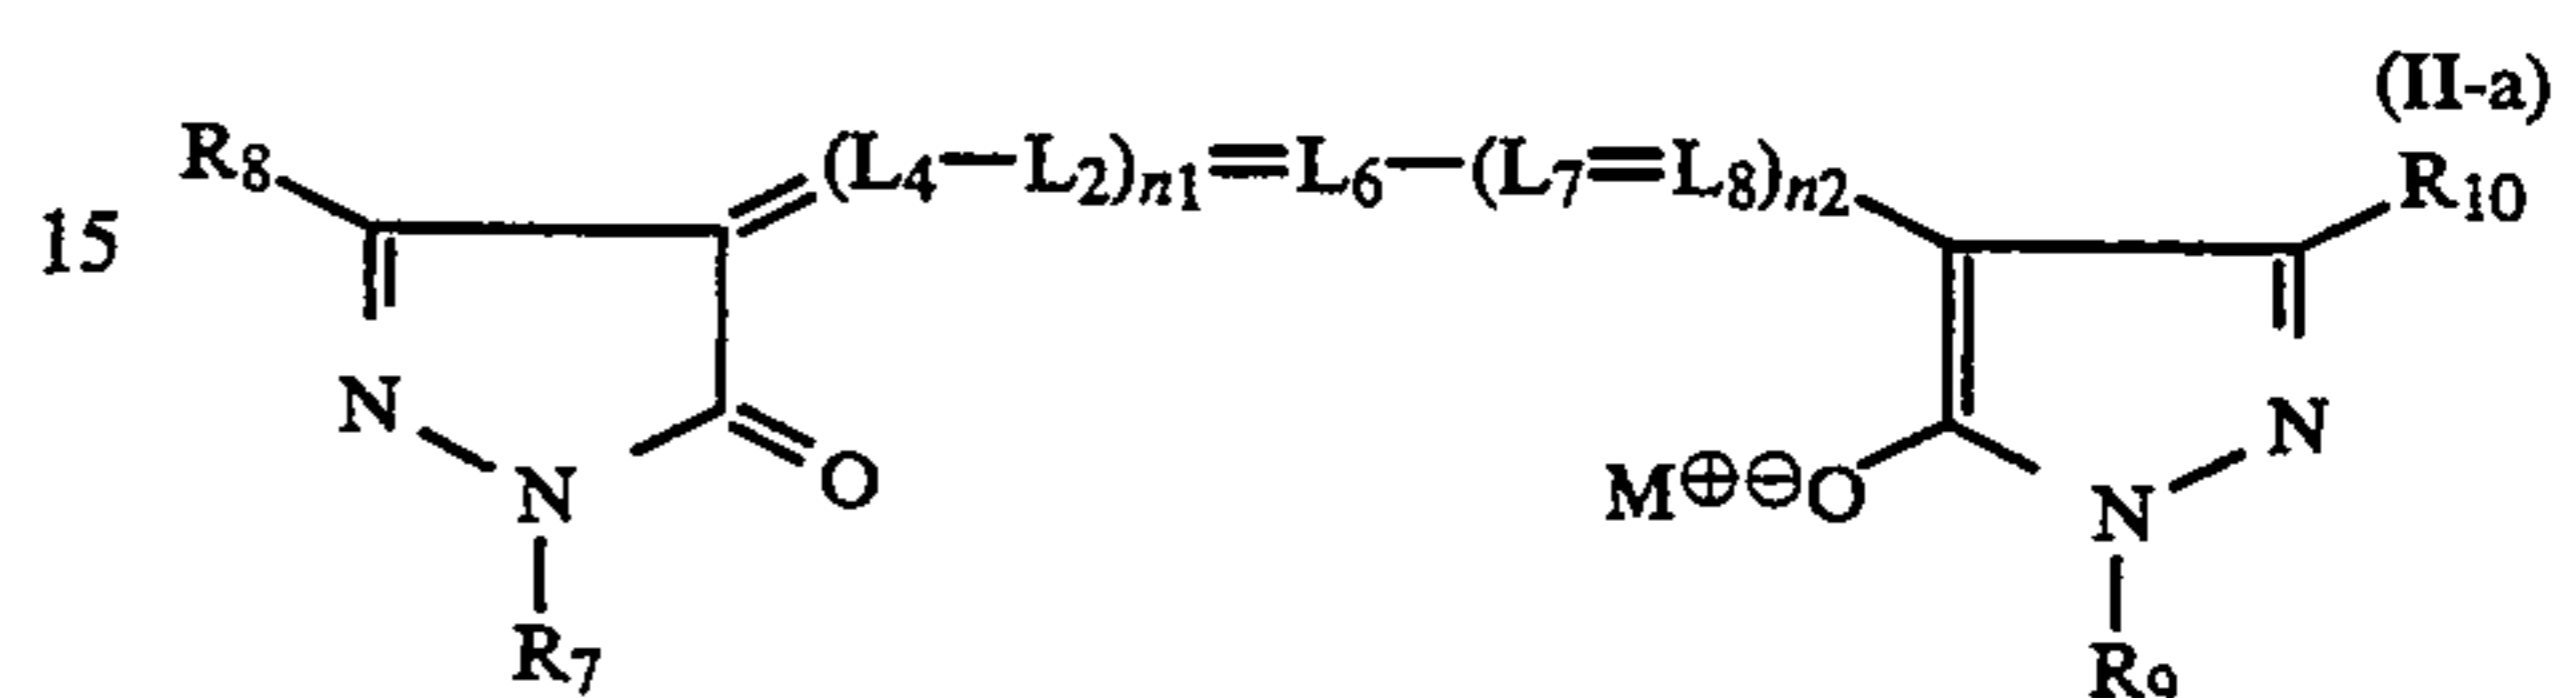 (II-a)
R8 (L4—L2)n1=L6—(L7=L8)n2 R10
15
N N
M⊕⊖O
N O N
R7 R9